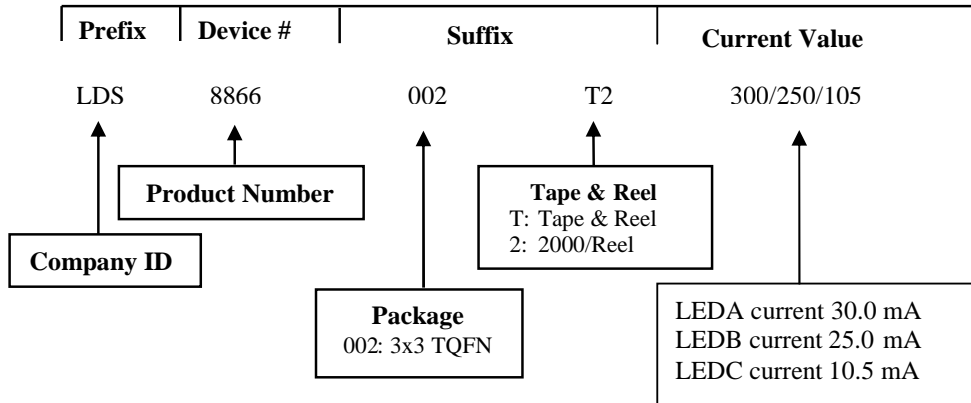 Prefix Device # Suffix Current Value
LDS 8866 002 T2 300/250/105
Product Number
Company ID
Tape & Reel
T: Tape & Reel
2: 2000/Reel
Package
002: 3x3 TQFN
LEDA current 30.0 mA
LEDB current 25.0 mA
LEDC current 10.5 mA